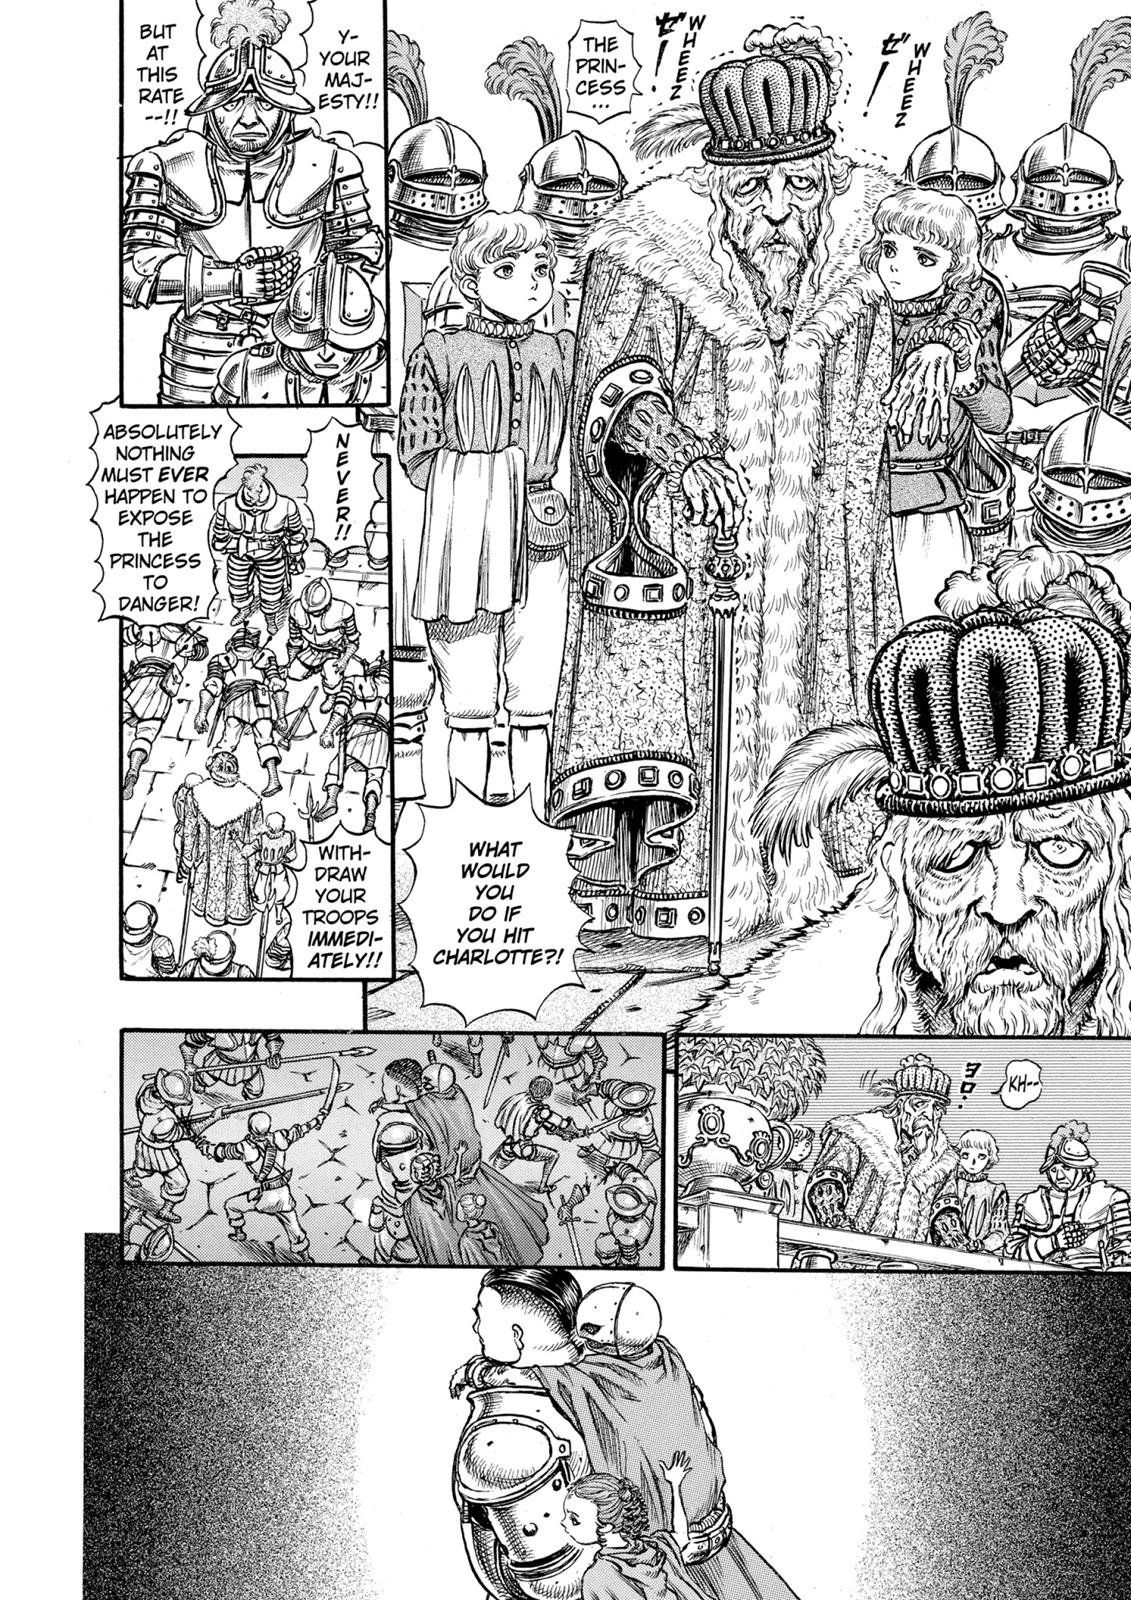 WHEEZ
ゼー!
WHEEZ
ゼー!
THE
PRIN-
CESS
...
WHAT
WOULD
YOU
DO IF
YOU HIT
CHARLOTTE?!
Y-
YOUR
MAJ-
ESTY!!
BUT
AT
THIS
RATE
--!!
NEVER!!
ABSOLUTELY
NOTHING
MUST EVER
HAPPEN TO
EXPOSE
THE
PRINCESS
TO
DANGER!
WITH-
DRAW
YOUR
TROOPS
IMMEDI-
ATELY!!
KH--
ヨロ・